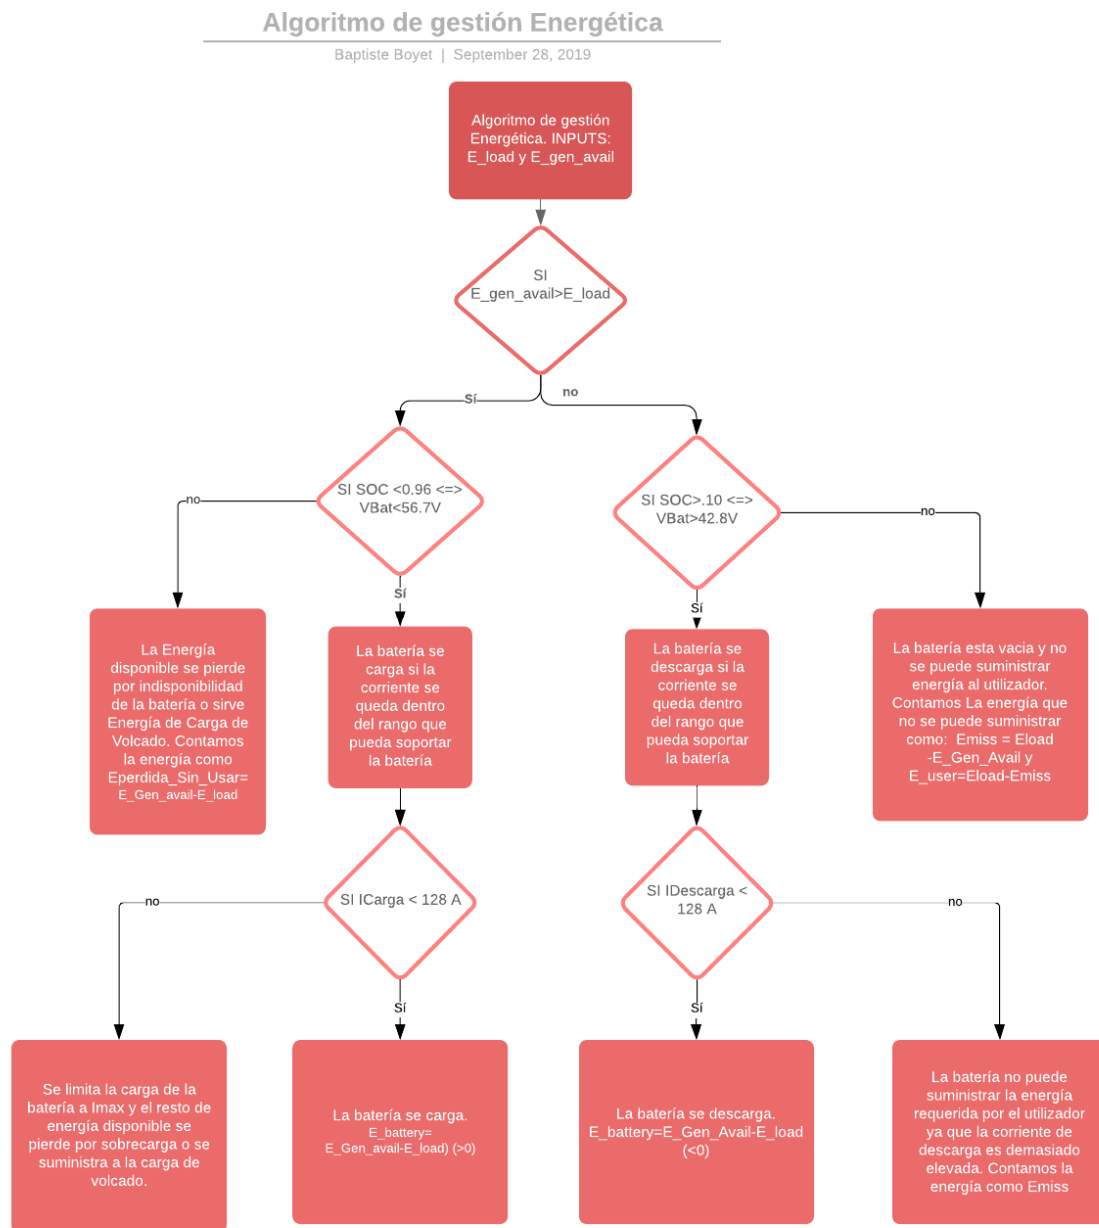 Algoritmo de gestión Energética
Baptiste Boyet | September 28, 2019
Algoritmo de gestión
Energética. INPUTS:
E_load y E_gen_avail
SI
E_gen_avail>E_load
Sí
no
SI SOC <0.96 <=>
VBat<56.7V
SI SOC>.10 <=>
VBat>42.8V
no
Sí
Sí
no
La Energía
disponible se pierde
por indisponibilidad
de la batería o sirve
Energía de Carga de
Volcado. Contamos
la energía como
Eperdida_Sin_Usar=
E_Gen_avail-E_load
La batería se
carga si la
corriente se
queda dentro
del rango que
pueda soportar
la batería
La batería se
descarga si la
corriente se
queda dentro
del rango que
pueda soportar
la batería
La batería esta vacia y no
se puede suministrar
energía al utilizador.
Contamos La energía que
no se puede suministrar
como:  Emiss = Eload
-E_Gen_Avail y
E_user=Eload-Emiss
SI ICarga < 128 A
SI IDescarga <
128 A
no
Sí
Sí
no
Se limita la carga de la
batería a Imax y el resto de
energía disponible se
pierde por sobrecarga o se
suministra a la carga de
volcado.
La batería se carga.
E_battery=
E_Gen_avail-E_load) (>0)
La batería se descarga.
E_battery=E_Gen_Avail-E_load
(<0)
La batería no puede
suministrar la energía
requerida por el utilizador
ya que la corriente de
descarga es demasiado
elevada. Contamos la
energía como Emiss